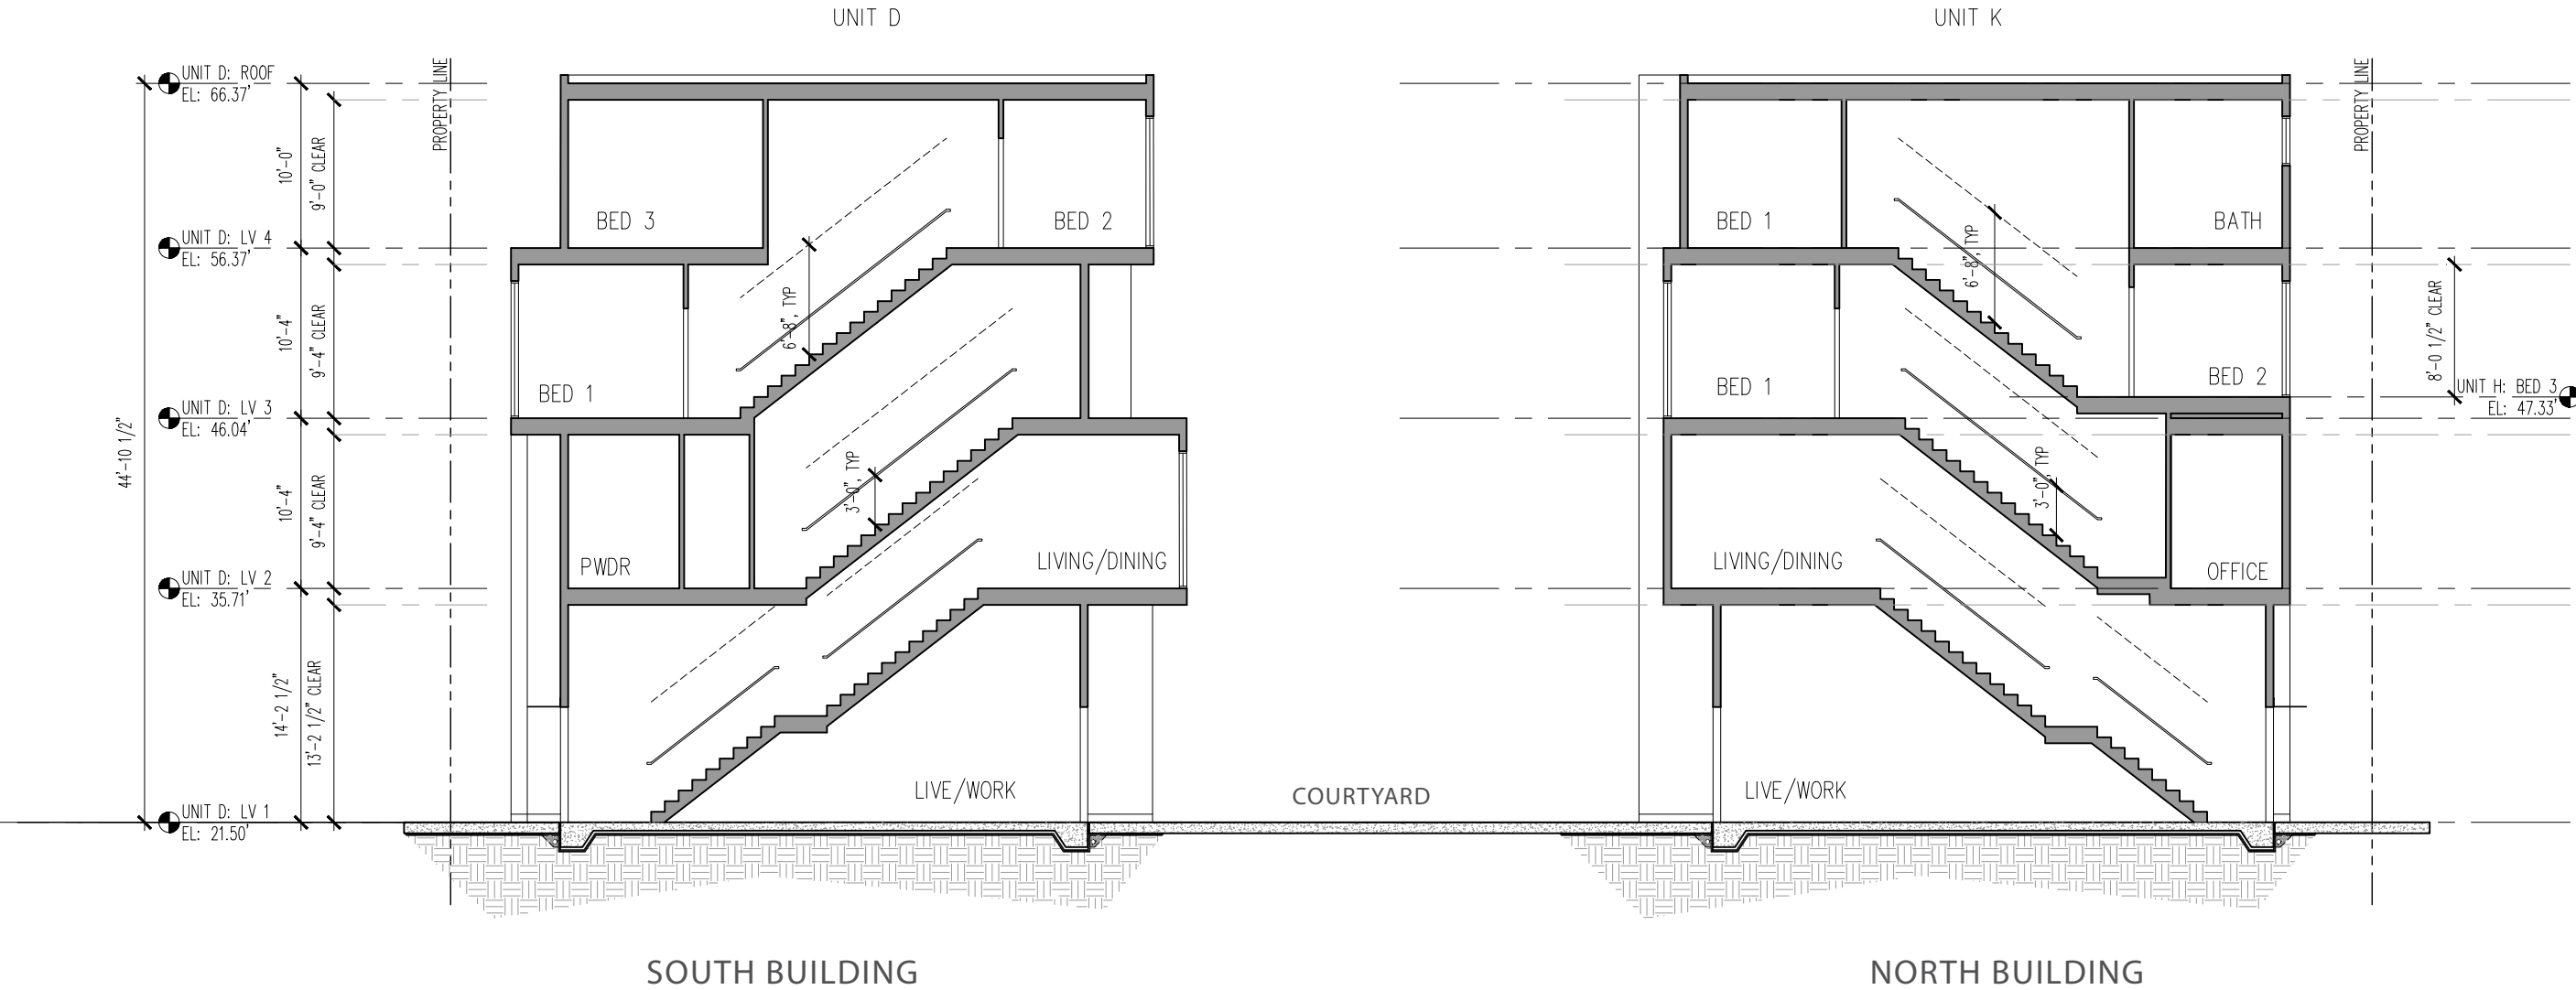 UNIT D
UNIT K
UNIT D: ROOF
EL: 66.37'
PROPERTY LINE
PROPERTY LINE
10'-0"
9'-0" CLEAR
BED 3
BED 2
BED 1
BATH
6'-8", TYP
6'-8", TYP
UNIT D: LV 4
EL: 56.37'
10'-4"
9'-4" CLEAR
BED 1
BED 1
BED 2
8'-0 1/2" CLEAR
UNIT H: BED 3
EL: 47.33'
UNIT D: LV 3
EL: 46.04'
44'-10 1/2"
10'-4"
9'-4" CLEAR
3'-0", TYP
3'-0", TYP
PWDR
LIVING/DINING
LIVING/DINING
OFFICE
UNIT D: LV 2
EL: 35.71'
14'-2 1/2"
13'-2 1/2" CLEAR
LIVE/WORK
COURTYARD
LIVE/WORK
UNIT D: LV 1
EL: 21.50'
SOUTH BUILDING
NORTH BUILDING